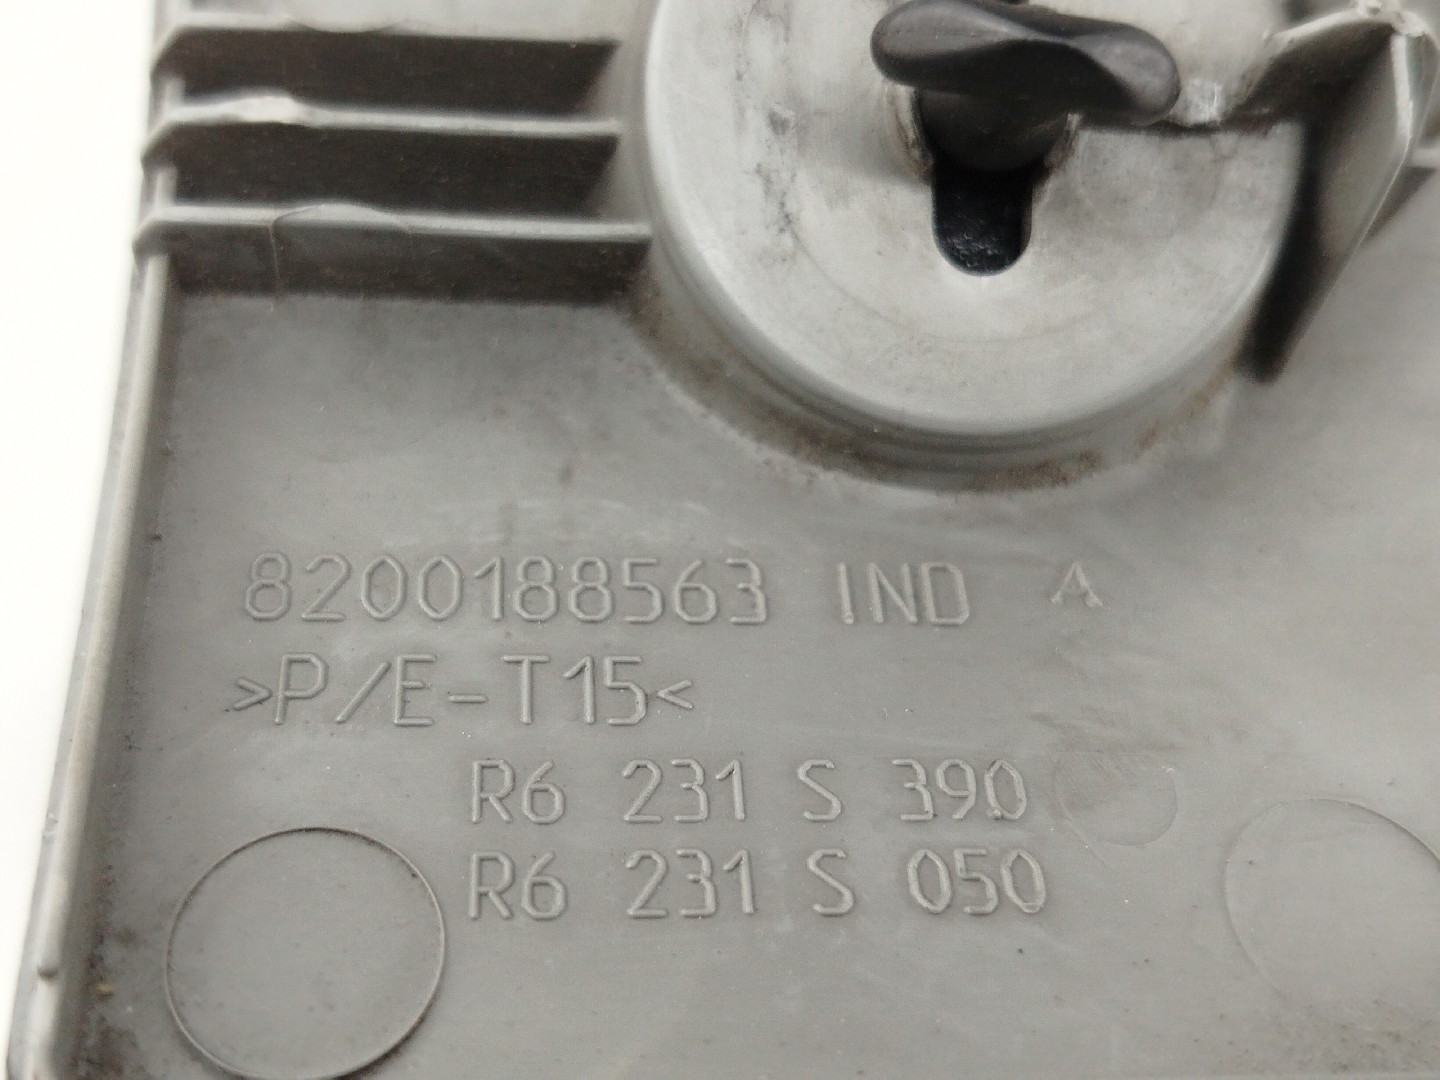 8200188563 IND A
>P/E-T15<
R6 231 S 390
R6 231 S 050